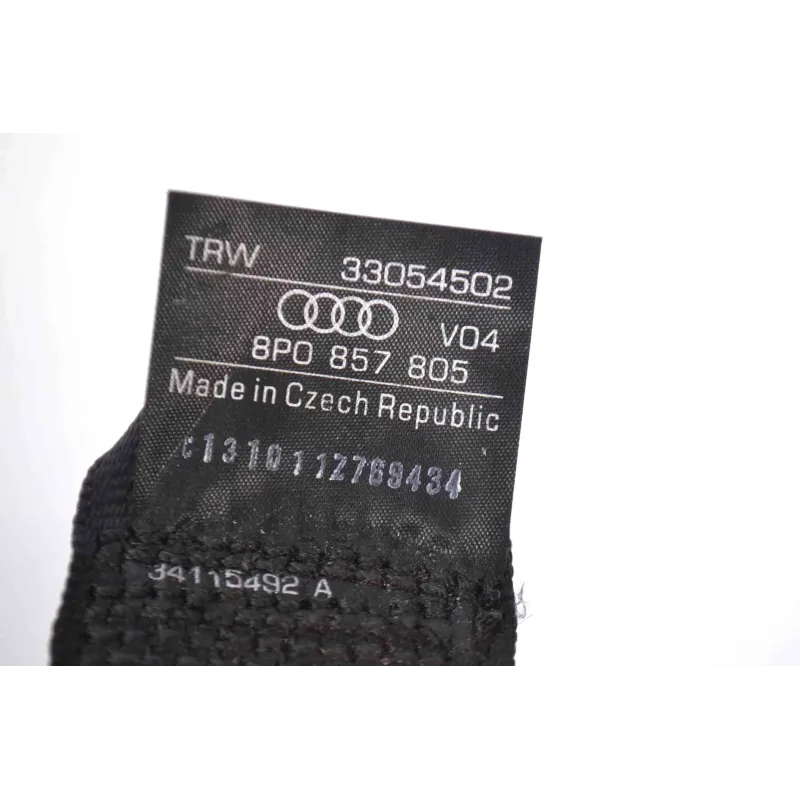 TRW 33054502
V04
8P0 857 805
Made in Czech Republic
c1310112769434
34115492 A